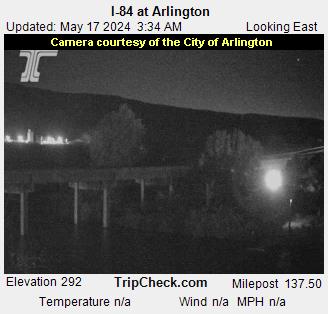 I-84 at Arlington
Updated: May 17 2024 3:34 AM Looking East
Camera courtesy of the City of Arlington
Elevation 292 TripCheck.com Milepost 137.50
Temperature n/a Wind n/a MPH n/a